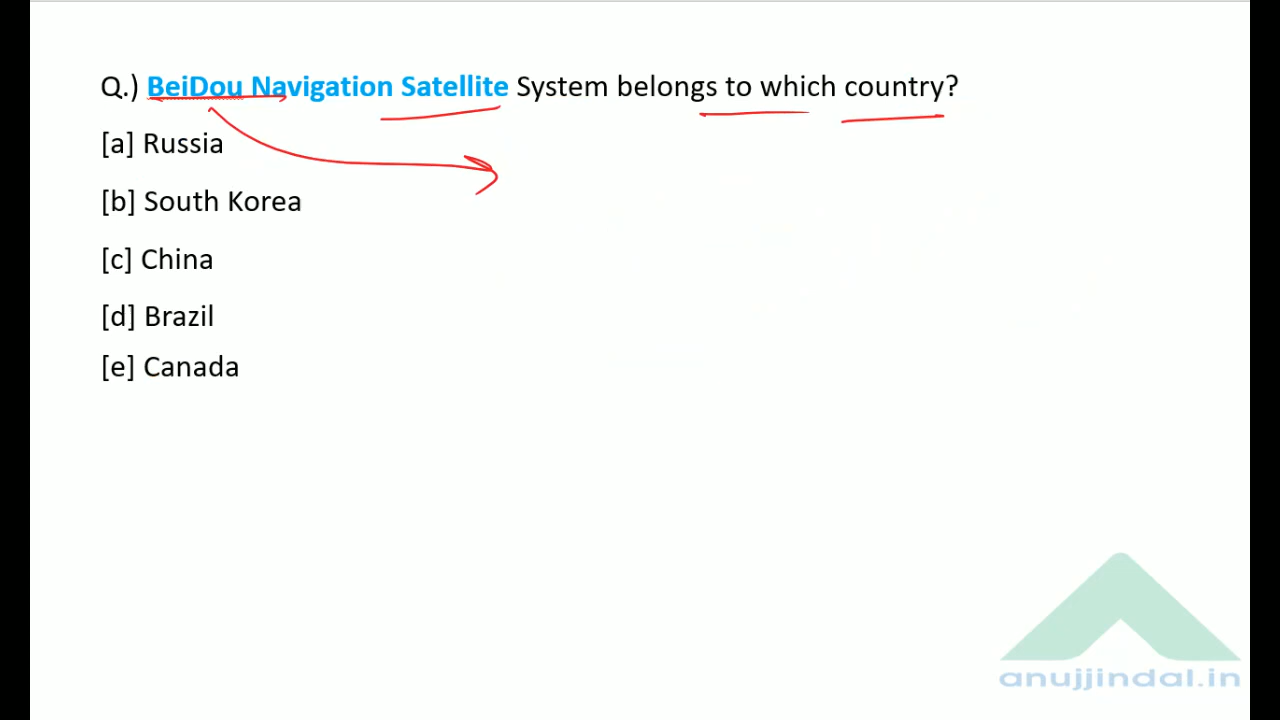 Q.) BeiDou Navigation Satellite System belongs to which country?
[a] Russia
[b] South Korea
[c] China
[d] Brazil
[e] Canada
anujjindal.in